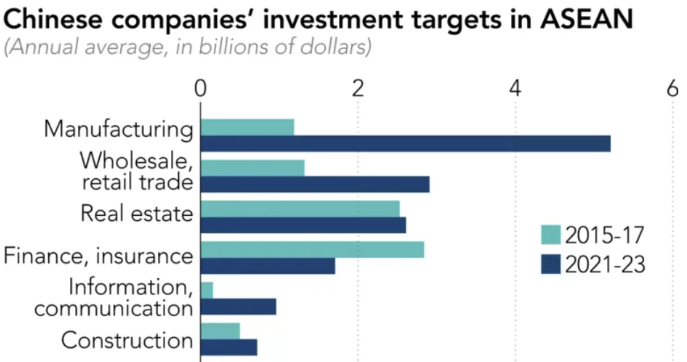 Chinese companies' investment targets in ASEAN
(Annual average, in billions of dollars)
0 2 4 6
Manufacturing
Wholesale,
retail trade
Real estate
Finance, insurance
Information,
communication
Construction
2015-17
2021-23